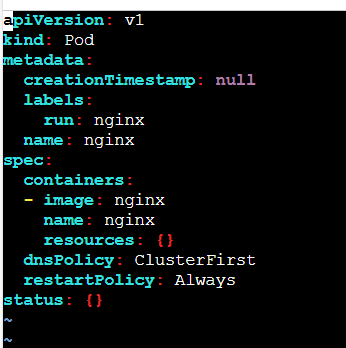 apiVersion: v1
kind: Pod
metadata:
  creationTimestamp: null
  labels:
    run: nginx
  name: nginx
spec:
  containers:
  - image: nginx
    name: nginx
    resources: {}
  dnsPolicy: ClusterFirst
  restartPolicy: Always
status: {}
~
~